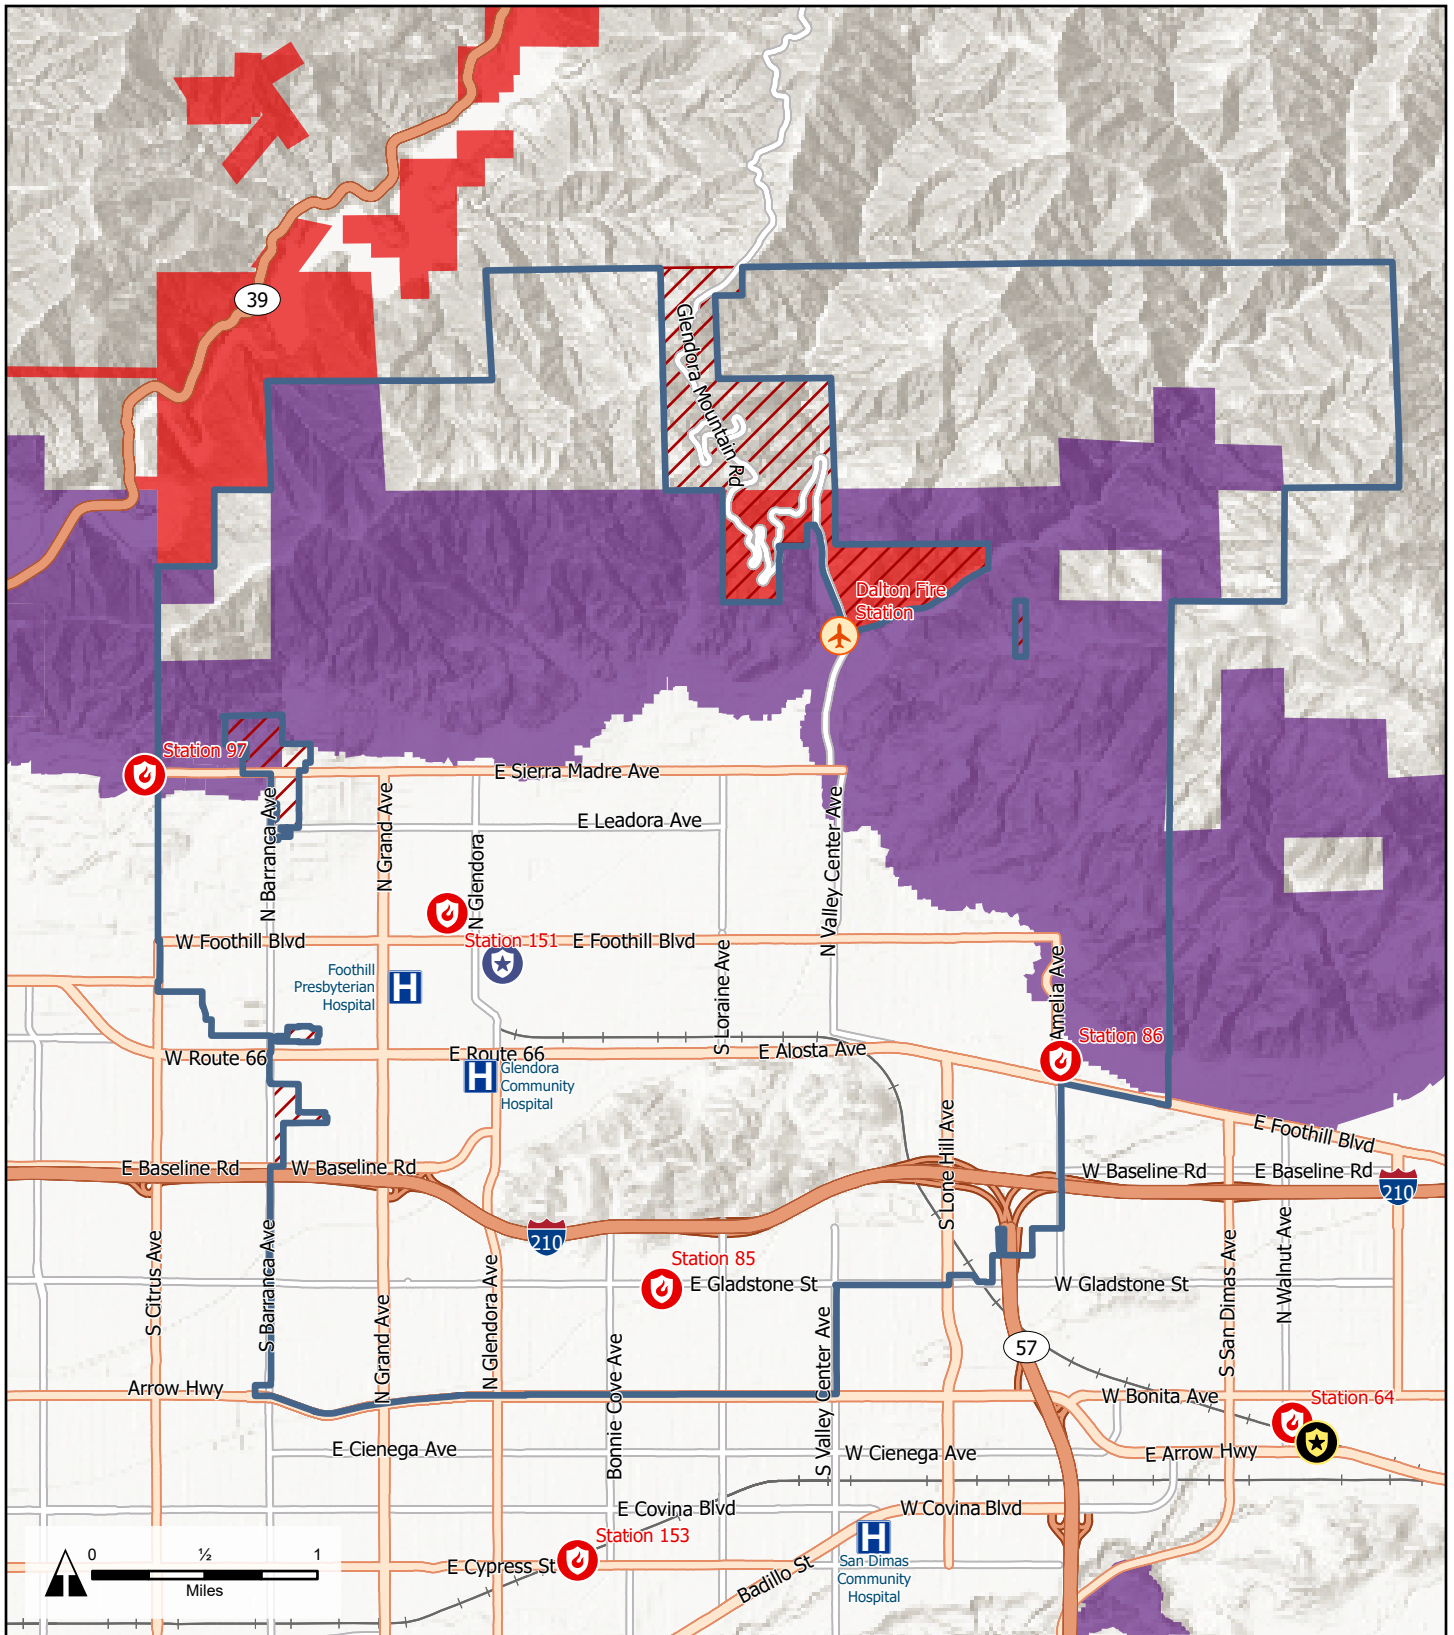 39
Glendora Mountain Rd
Dalton Fire
Station
Station 97
E Sierra Madre Ave
E Leadora Ave
N Barranca Ave
N Grand Ave
N Glendora
N Valley Center Ave
W Foothill Blvd
Station 151
E Foothill Blvd
Foothill
Presbyterian
Hospital
H
S Loraine Ave
Amelia Ave
Station 86
W Route 66
E Route 66
E Alosta Ave
H
Glendora
Community
Hospital
S Lone Hill Ave
E Foothill Blvd
E Baseline Rd
W Baseline Rd
W Baseline Rd
E Baseline Rd
210
210
S Citrus Ave
S Barranca Ave
N Grand Ave
N Glendora Ave
Station 85
E Gladstone St
W Gladstone St
S San Dimas Ave
N Walnut Ave
Bonnie Cove Ave
S Valley Center Ave
57
Arrow Hwy
W Bonita Ave
Station 64
E Cienega Ave
W Cienega Ave
E Arrow Hwy
E Covina Blvd
W Covina Blvd
Station 153
H
San Dimas
Community
Hospital
E Cypress St
Badillo St
0 ½ 1
Miles